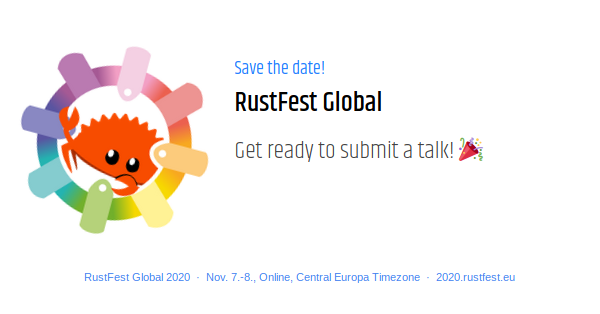 Save the date!
RustFest Global
Get ready to submit a talk! 🎉
RustFest Global 2020 · Nov. 7.-8., Online, Central Europa Timezone · 2020.rustfest.eu